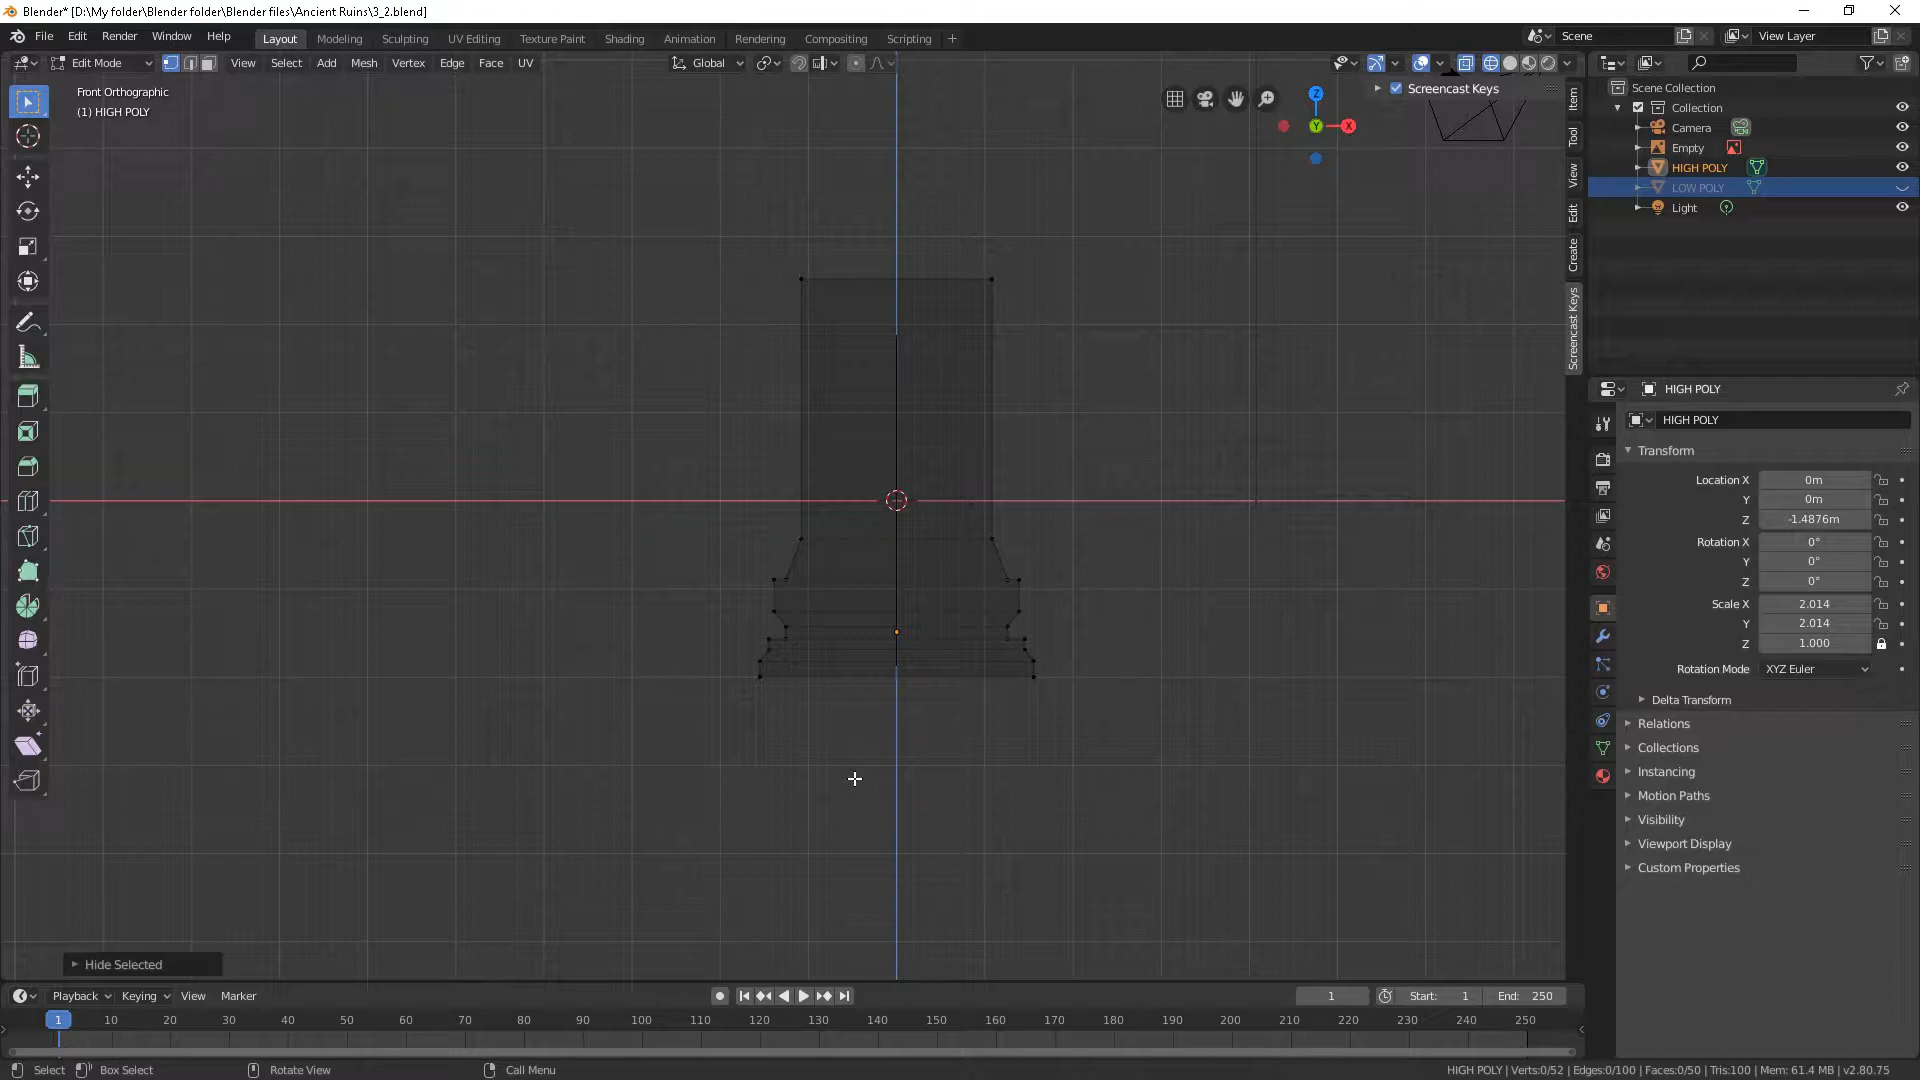 Blender* [D:\My folder\Blender folder\Blender files\Ancient Ruins\3_2.blend]
File Edit Render Window Help Layout Modeling Sculpting UV Editing Texture Paint Shading Animation Rendering Compositing Scripting + Scene View Layer
Edit Mode View Select Add Mesh Vertex Edge Face UV Global
Front Orthographic
(1) HIGH POLY
Screencast Keys
Z
Y
X
Item
Tool
View
Edit
Create
Screencast Keys
Scene Collection
Collection
Camera
Empty
HIGH POLY
LOW POLY
Light
HIGH POLY
HIGH POLY
Transform
Location X 0m
Y 0m
Z -1.4876m
Rotation X 0°
Y 0°
Z 0°
Scale X 2.014
Y 2.014
Z 1.000
Rotation Mode XYZ Euler
Delta Transform
Relations
Collections
Instancing
Motion Paths
Visibility
Viewport Display
Custom Properties
Hide Selected
Playback Keying View Marker 1 Start: 1 End: 250
1 10 20 30 40 50 60 70 80 90 100 110 120 130 140 150 160 170 180 190 200 210 220 230 240 250
Select Box Select Rotate View Call Menu HIGH POLY | Verts:0/52 | Edges:0/100 | Faces:0/50 | Tris:100 | Mem: 61.4 MB | v2.80.75